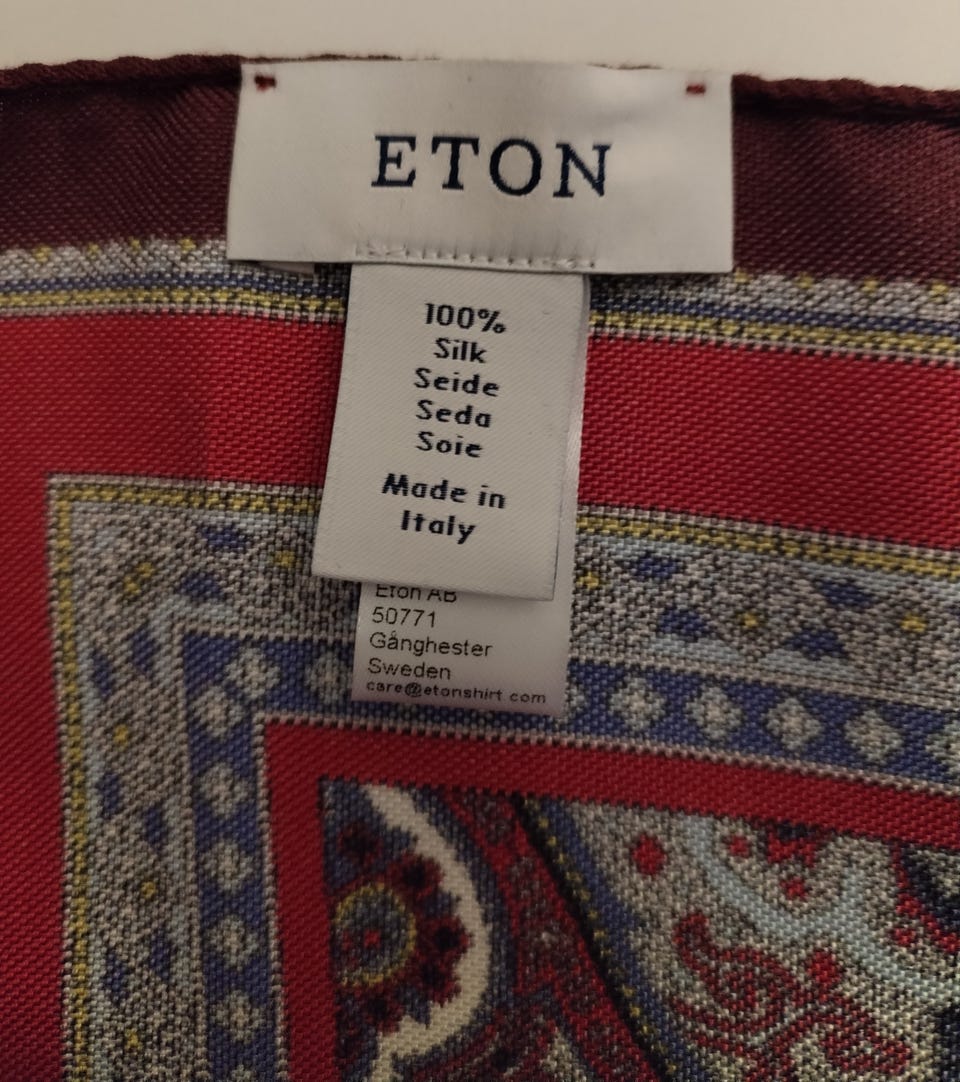 ETON
100%
Silk
Seide
Seda
Soie
Made in
Italy
Eton AB
50771
Gånghester
Sweden
care@etonshirt com